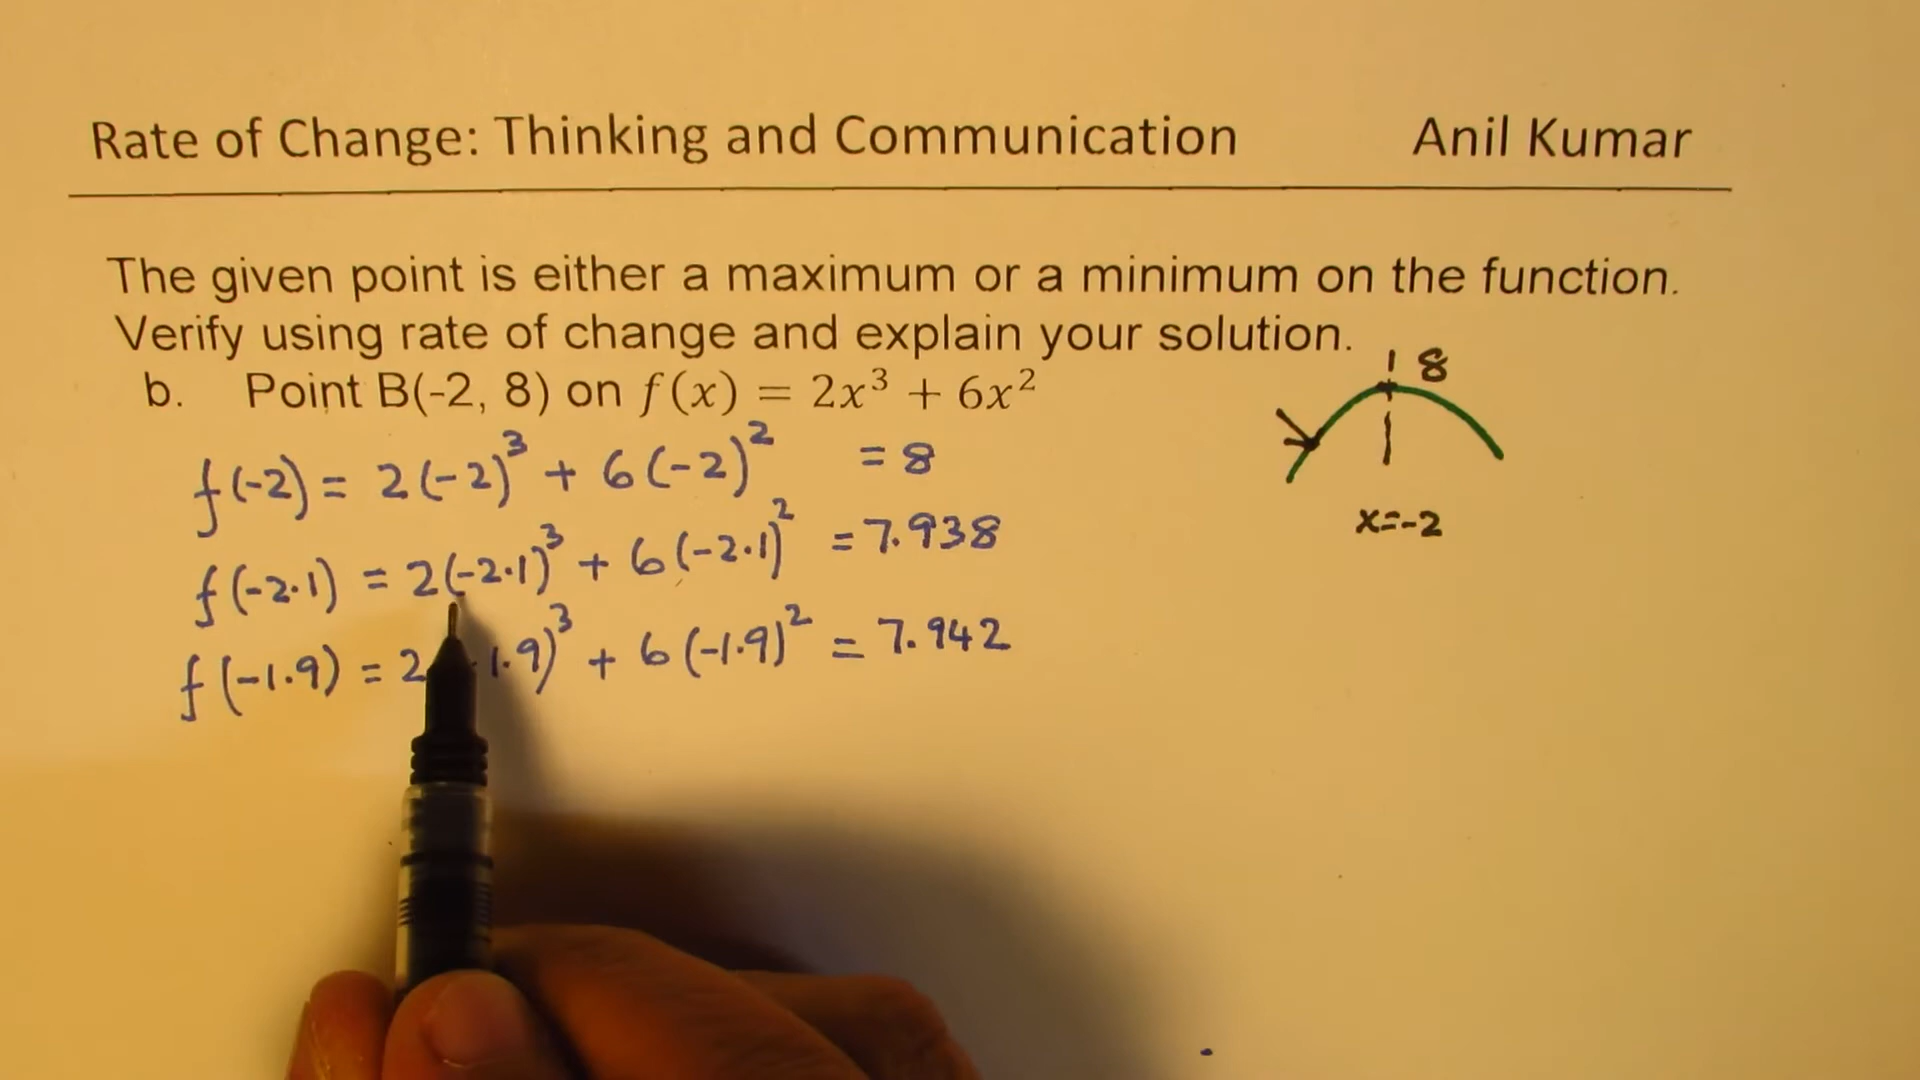 Rate of Change: Thinking and Communication Anil Kumar
The given point is either a maximum or a minimum on the function.
Verify using rate of change and explain your solution.
b. Point B(-2, 8) on f(x) = 2x³ + 6x²
8
x=-2
f(-2) = 2(-2)³ + 6(-2)² = 8
f(-2.1) = 2(-2.1)³ + 6(-2.1)² = 7.938
f(-1.9) = 2 1.9)³ + 6(-1.9)² = 7.942